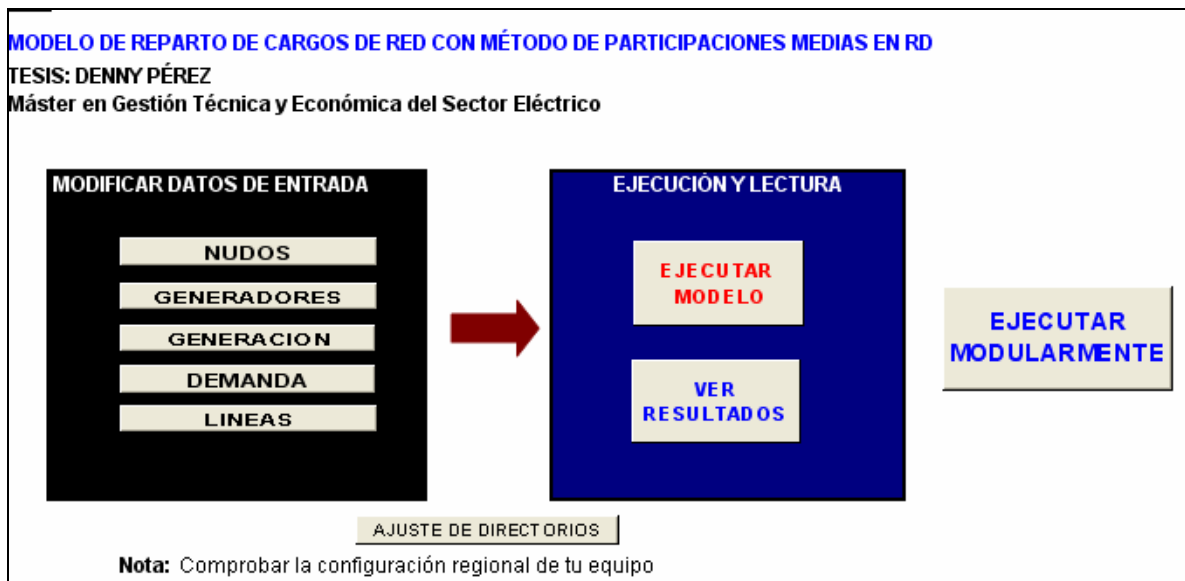 MODELO DE REPARTO DE CARGOS DE RED CON MÉTODO DE PARTICIPACIONES MEDIAS EN RD
TESIS: DENNY PÉREZ
Máster en Gestión Técnica y Económica del Sector Eléctrico
MODIFICAR DATOS DE ENTRADA
NUDOS
GENERADORES
GENERACION
DEMANDA
LINEAS
EJECUCIÓN Y LECTURA
EJECUTAR
MODELO
VER
RESULTADOS
EJECUTAR
MODULARMENTE
AJUSTE DE DIRECTORIOS
Nota: Comprobar la configuración regional de tu equipo